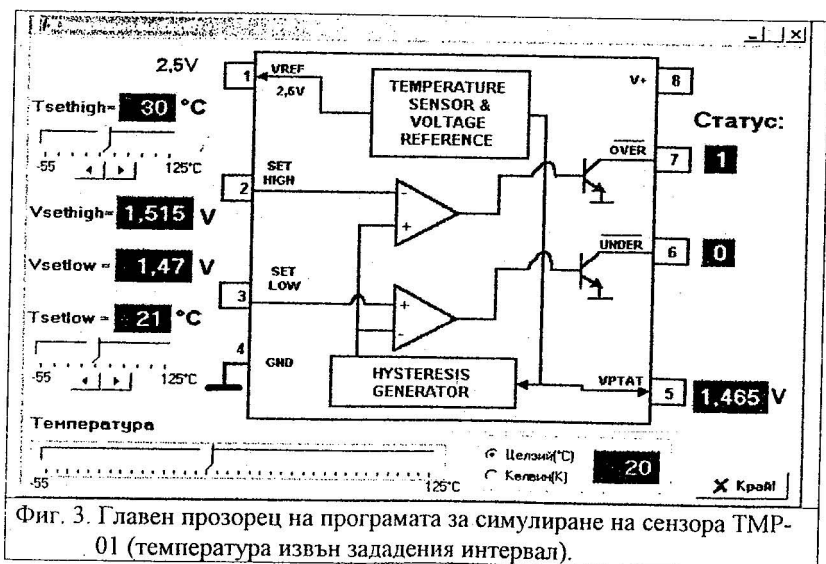 2,5V
1
VREF
2,5V
TEMPERATURE
SENSOR &
VOLTAGE
REFERENCE
V+
8
Tsethigh= 30 °C
-55
125°C
Статус:
OVER
7
1
2
SET
HIGH
-
+
Vsethigh= 1,515 V
Vsetlow = 1,47 V
UNDER
6
0
3
SET
LOW
+
-
Tsetlow = 21 °C
-55
125°C
4
GND
HYSTERESIS
GENERATOR
VPTAT
5
1,465 V
Температура
-55
125°C
Целзий(°C)
Келвин(K)
20
X Край!
Фиг. 3. Главен прозорец на програмата за симулиране на сензора TMP-
01 (температура извън зададения интервал).